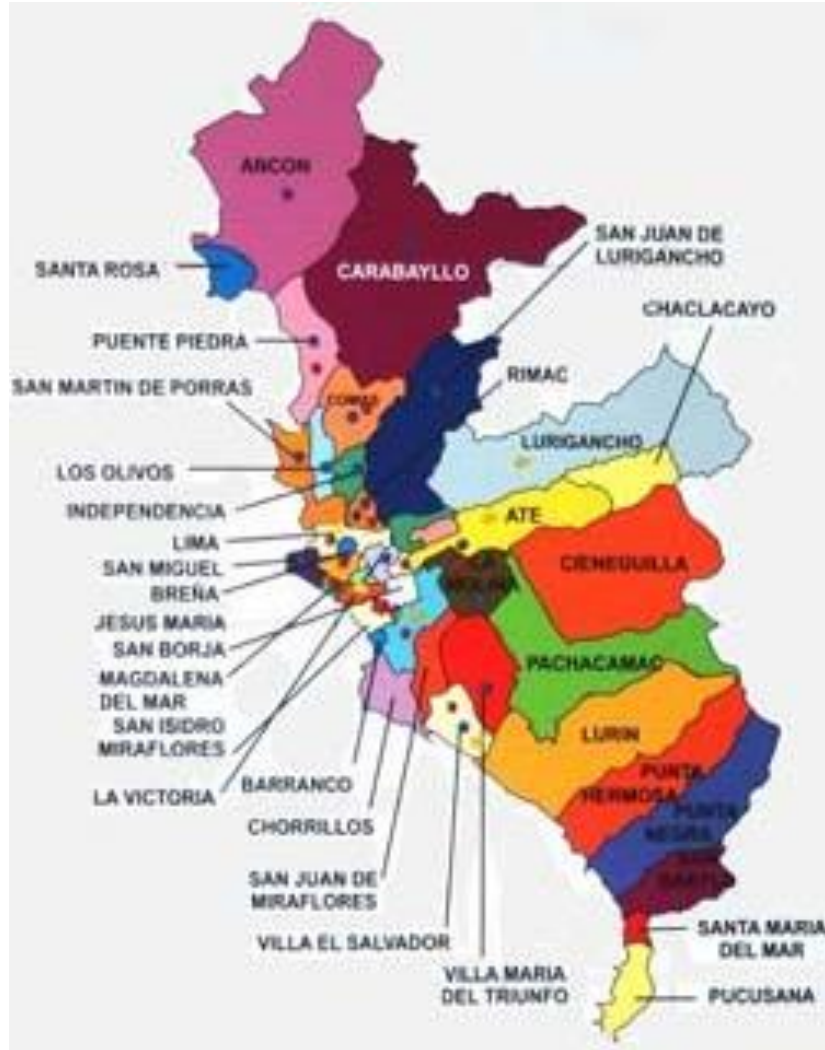 ANCON
SANTA ROSA
CARABAYLLO
SAN JUAN DE
LURIGANCHO
CHACLACAYO
PUENTE PIEDRA
RIMAC
SAN MARTIN DE PORRAS
COMAS
LURIGANCHO
LOS OLIVOS
INDEPENDENCIA
ATE
LIMA
SAN MIGUEL
CIENEGUILLA
BREÑA
JESUS MARIA
SAN BORJA
MAGDALENA
DEL MAR
PACHACAMAC
SAN ISIDRO
MIRAFLORES
LURIN
PUNTA
HERMOSA
LA VICTORIA
BARRANCO
PUNTA
NEGRA
CHORRILLOS
SAN JUAN DE
MIRAFLORES
VILLA EL SALVADOR
VILLA MARIA
DEL TRIUNFO
SANTA MARIA
DEL MAR
PUCUSANA